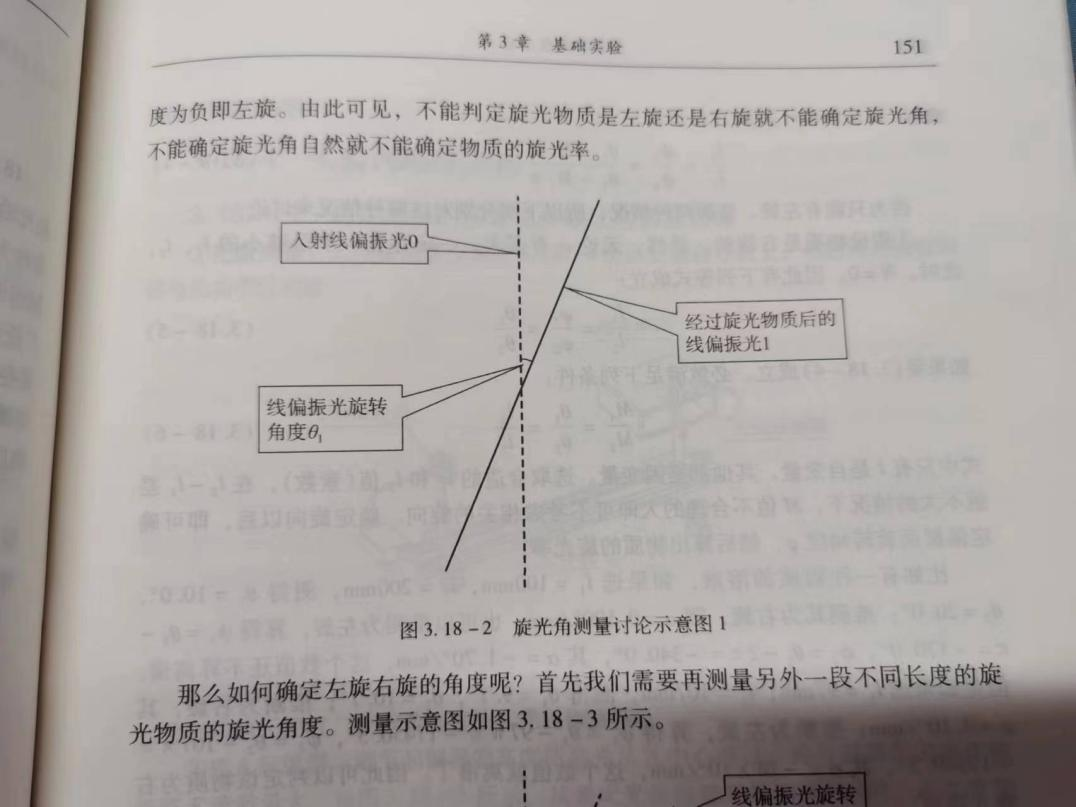 第3章 基础实验 151
度为负即左旋。由此可见，不能判定旋光物质是左旋还是右旋就不能确定旋光角，
不能确定旋光角自然就不能确定物质的旋光率。
入射线偏振光0
经过旋光物质后的
线偏振光1
线偏振光旋转
角度θ₁
图 3.18-2 旋光角测量讨论示意图 1
那么如何确定左旋右旋的角度呢？首先我们需要再测量另外一段不同长度的旋
光物质的旋光角度。测量示意图如图 3.18-3 所示。
线偏振光旋转